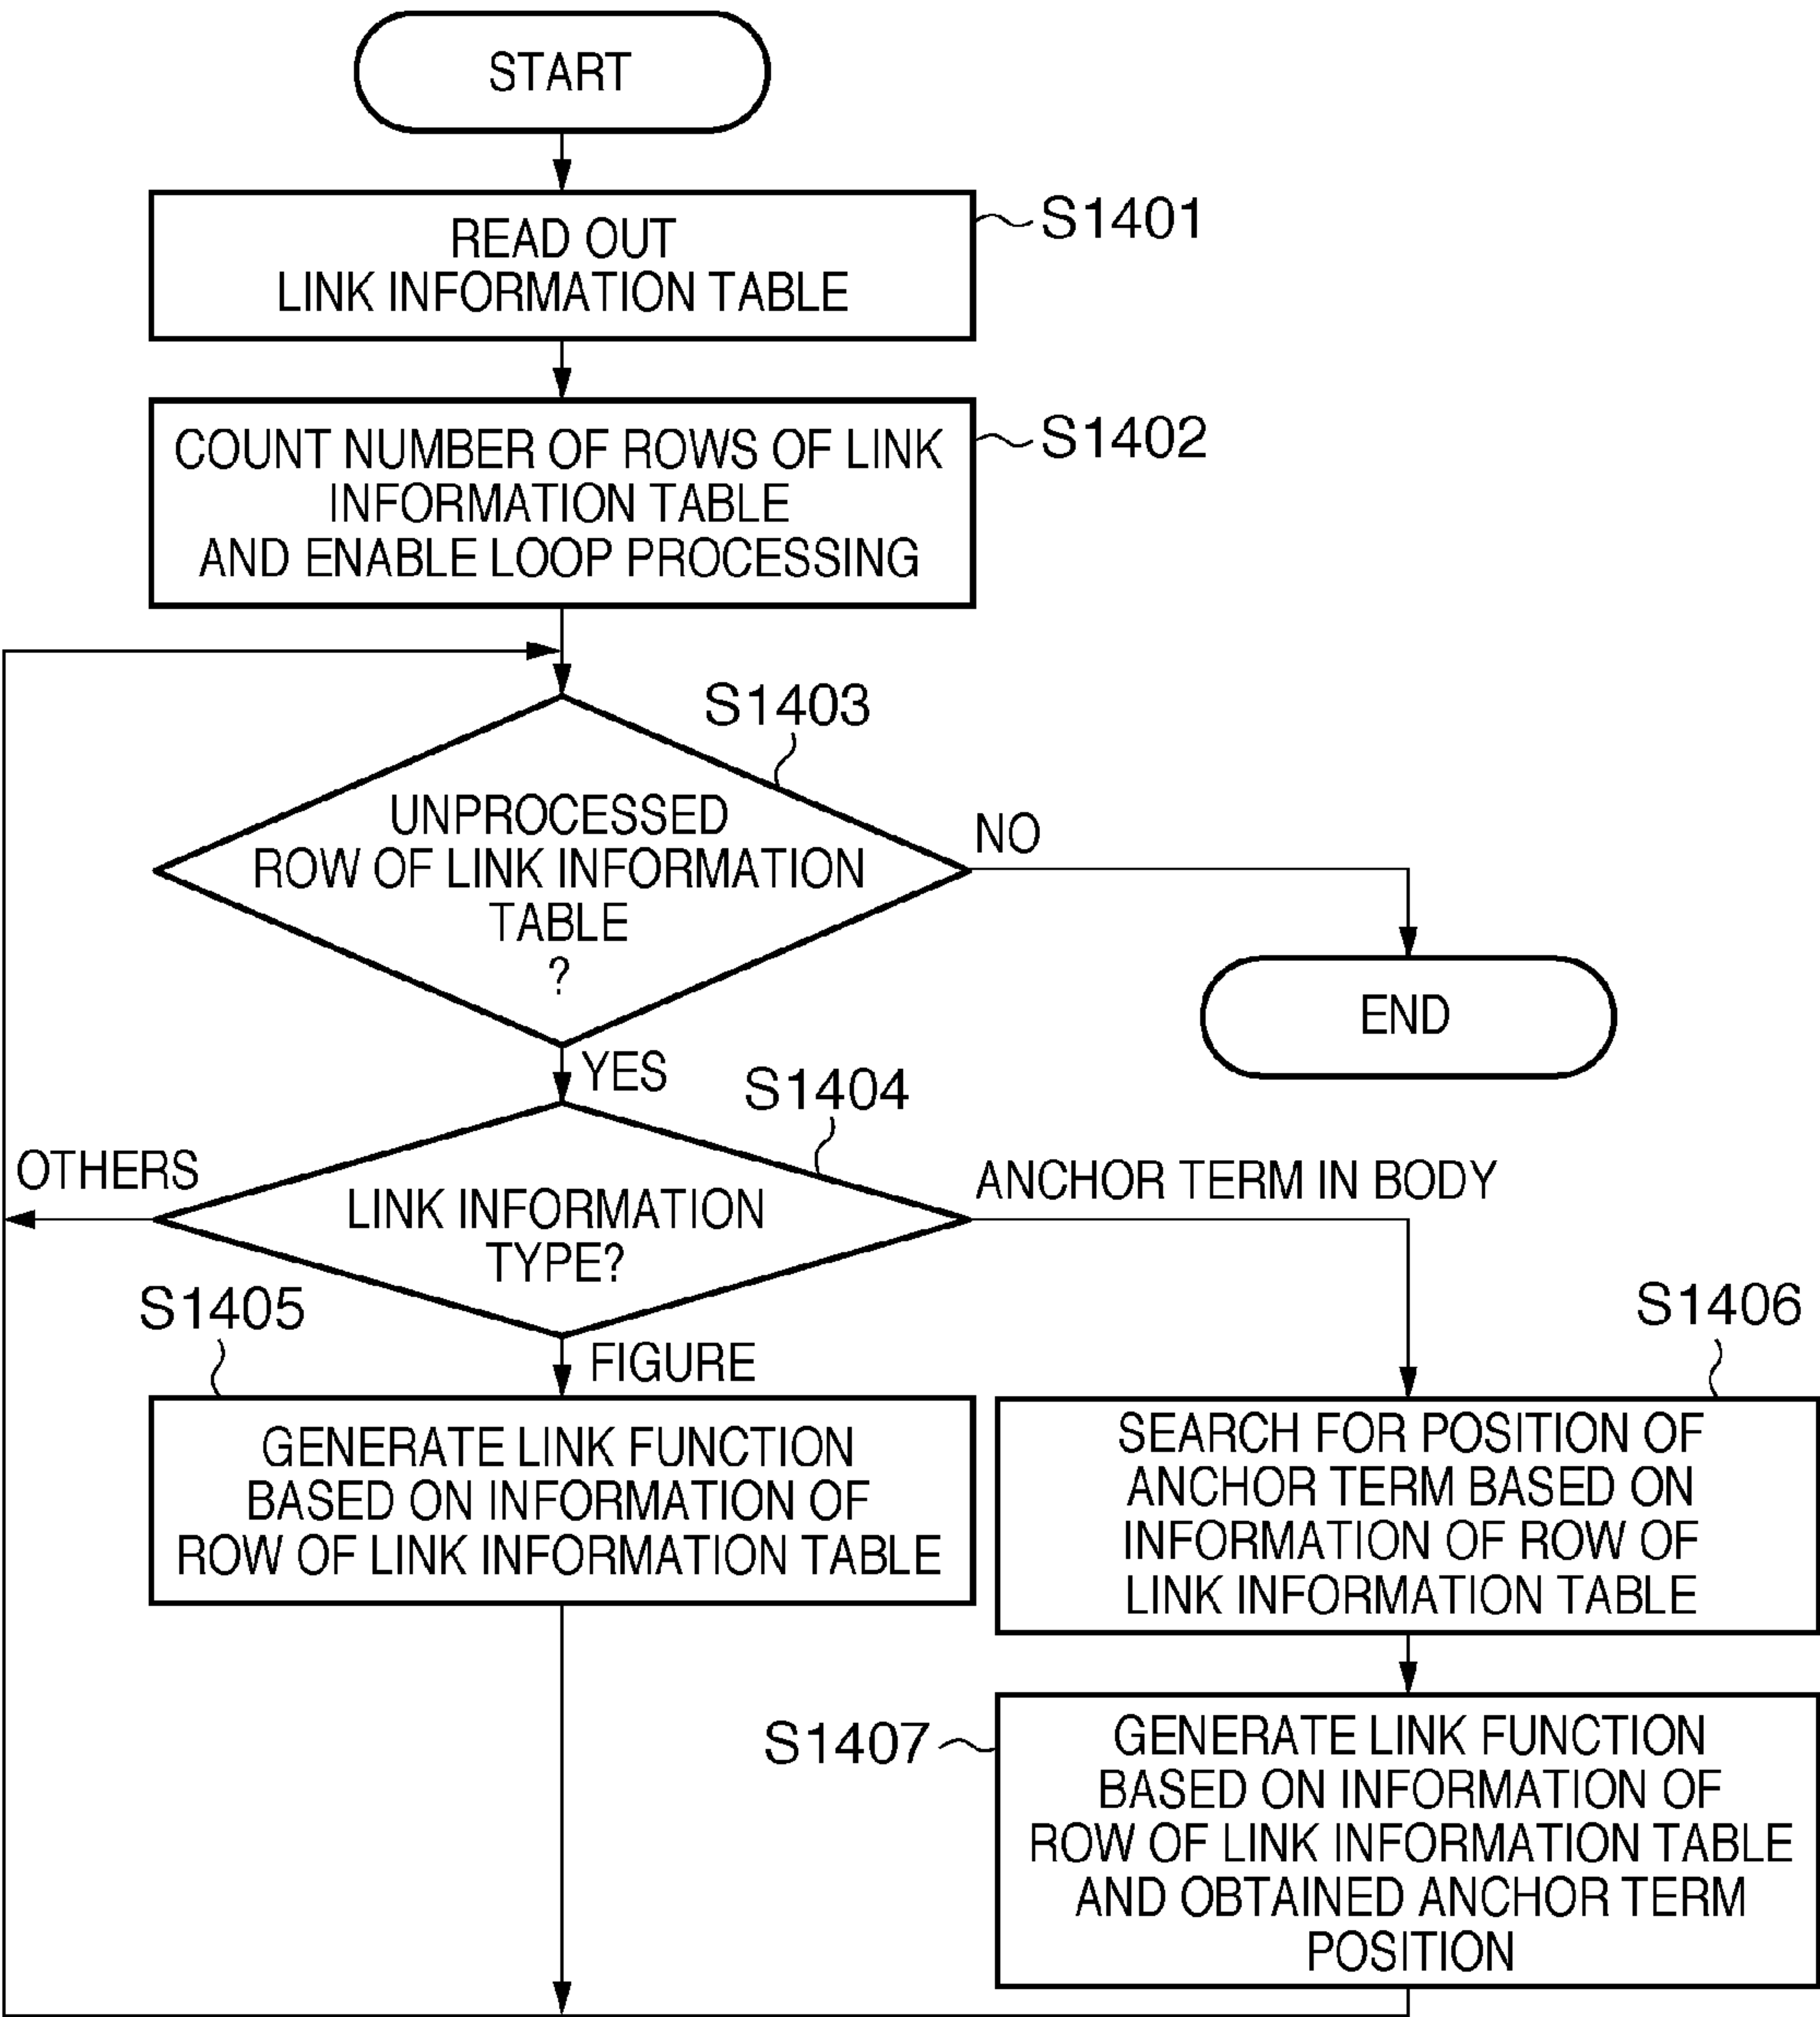 START
READ OUT
LINK INFORMATION TABLE
S1401
COUNT NUMBER OF ROWS OF LINK
INFORMATION TABLE
AND ENABLE LOOP PROCESSING
S1402
S1403
UNPROCESSED
ROW OF LINK INFORMATION
TABLE
?
NO
END
YES
S1404
OTHERS
LINK INFORMATION
TYPE?
ANCHOR TERM IN BODY
S1405
FIGURE
GENERATE LINK FUNCTION
BASED ON INFORMATION OF
ROW OF LINK INFORMATION TABLE
S1406
SEARCH FOR POSITION OF
ANCHOR TERM BASED ON
INFORMATION OF ROW OF
LINK INFORMATION TABLE
S1407
GENERATE LINK FUNCTION
BASED ON INFORMATION OF
ROW OF LINK INFORMATION TABLE
AND OBTAINED ANCHOR TERM
POSITION